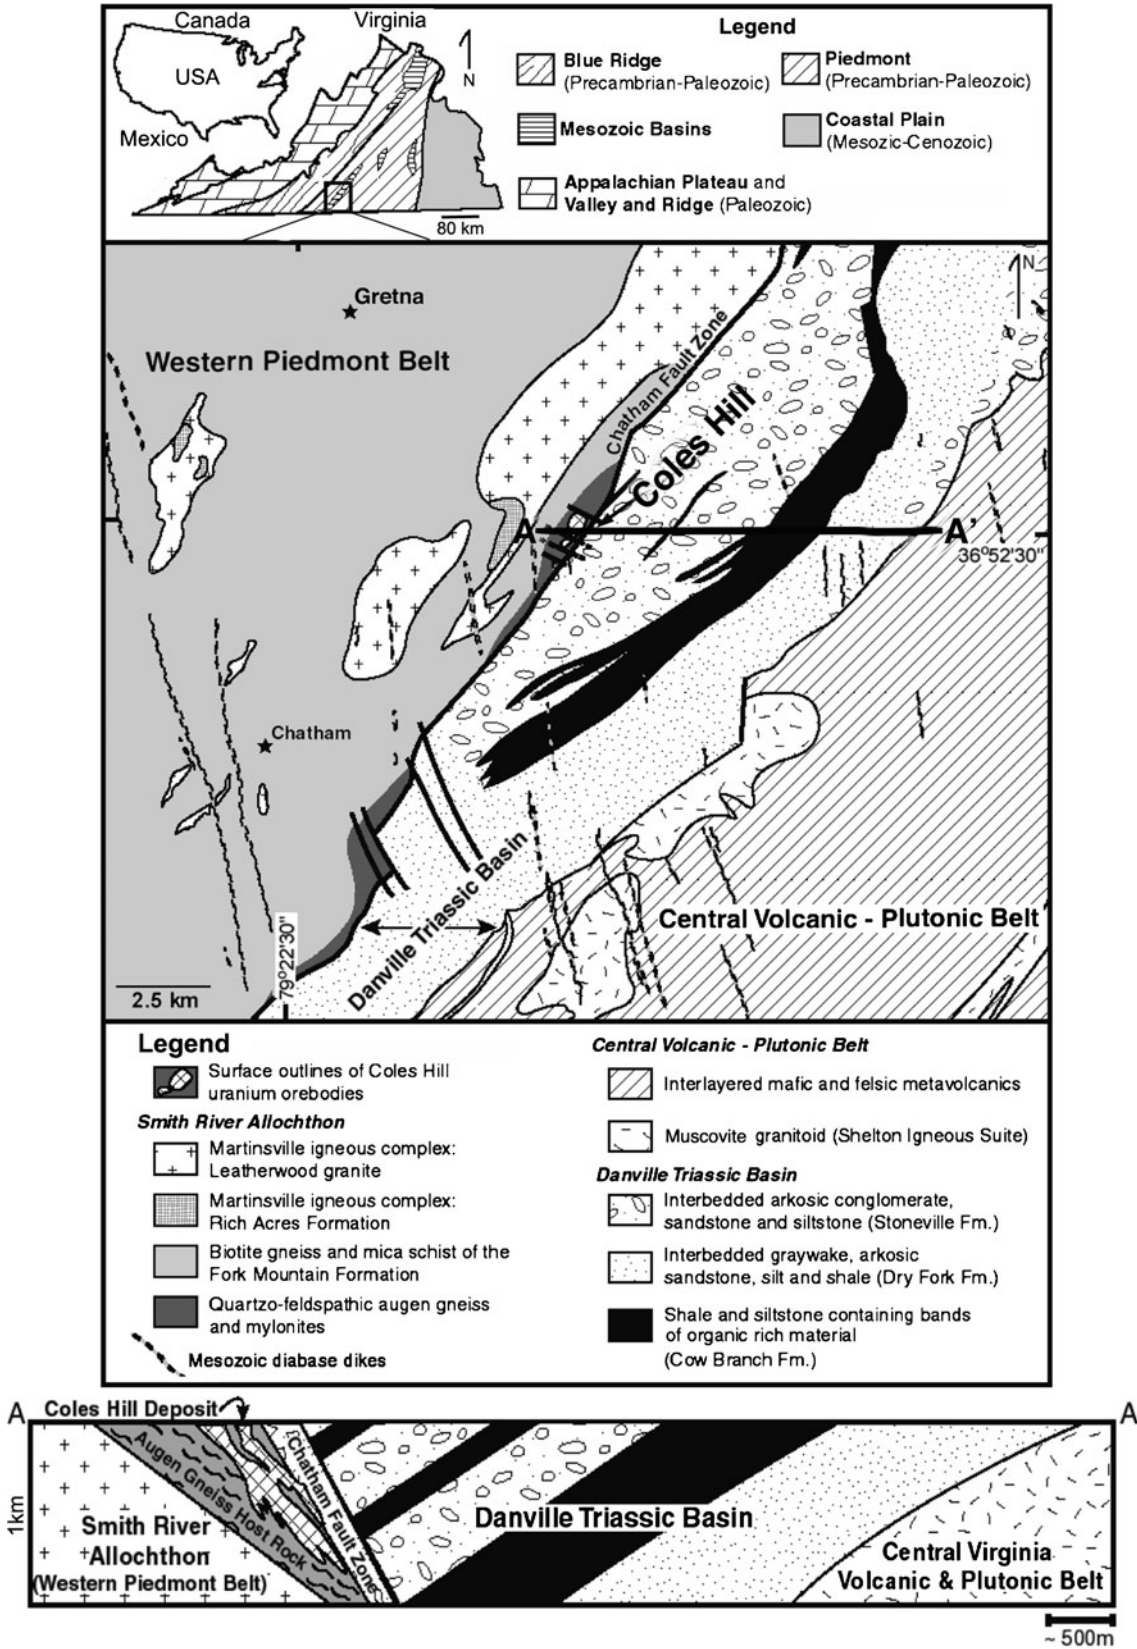 Canada
Virginia
USA
Mexico
N
80 km
Legend
Blue Ridge
(Precambrian-Paleozoic)
Piedmont
(Precambrian-Paleozoic)
Mesozoic Basins
Coastal Plain
(Mesozic-Cenozoic)
Appalachian Plateau and
Valley and Ridge (Paleozoic)
N
Gretna
Western Piedmont Belt
Chatham Fault Zone
Coles Hill
A
A'
36°52'30"
Chatham
Danville Triassic Basin
Central Volcanic - Plutonic Belt
79°22'30"
2.5 km
Legend
Surface outlines of Coles Hill
uranium orebodies
Smith River Allochthon
Martinsville igneous complex:
Leatherwood granite
Martinsville igneous complex:
Rich Acres Formation
Biotite gneiss and mica schist of the
Fork Mountain Formation
Quartzo-feldspathic augen gneiss
and mylonites
Mesozoic diabase dikes
Central Volcanic - Plutonic Belt
Interlayered mafic and felsic metavolcanics
Muscovite granitoid (Shelton Igneous Suite)
Danville Triassic Basin
Interbedded arkosic conglomerate,
sandstone and siltstone (Stoneville Fm.)
Interbedded graywake, arkosic
sandstone, silt and shale (Dry Fork Fm.)
Shale and siltstone containing bands
of organic rich material
(Cow Branch Fm.)
A
Coles Hill Deposit
A
1km
Augen Gneiss Host Rock
Chatham Fault Zone
Smith River
Allochthon
(Western Piedmont Belt)
Danville Triassic Basin
Central Virginia
Volcanic & Plutonic Belt
~ 500m